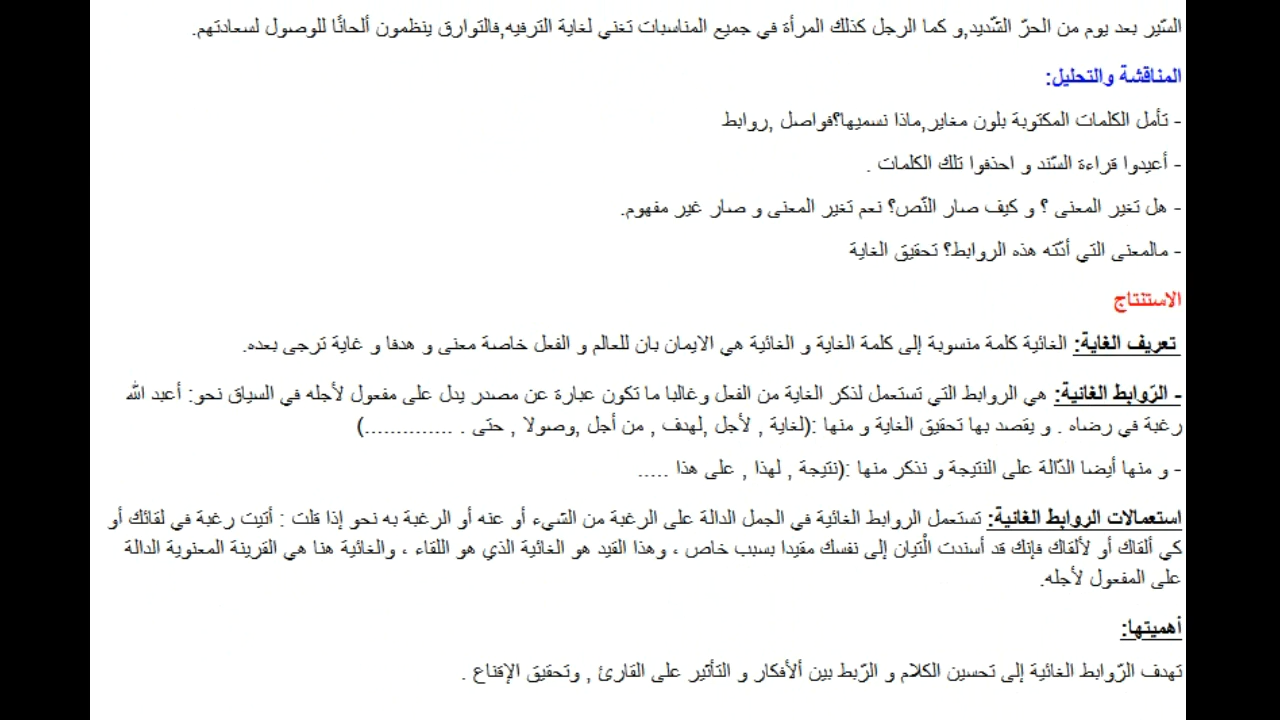 السّير بعد يوم من الحرّ الشّديد,و كما الرجل كذلك المرأة في جميع المناسبات تغني لغاية الترفيه,فالتوارق ينظمون ألحانًا للوصول لسعادتهم.
المناقشة والتحليل:
- تأمل الكلمات المكتوبة بلون مغاير,ماذا نسميها؟فواصل ,روابط
- أعيدوا قراءة السّند و احذفوا تلك الكلمات .
- هل تغير المعنى ؟ و كيف صار النّص؟ نعم تغير المعنى و صار غير مفهوم.
- مالمعنى التي أدّته هذه الروابط؟ تحقيق الغاية
الاستنتاج
تعريف الغاية: الغائية كلمة منسوبة إلى كلمة الغاية و الغائية هي الايمان بان للعالم و الفعل خاصة معنى و هدفا و غاية ترجى بعده.
- الرّوابط الغائية: هي الروابط التي تستعمل لذكر الغاية من الفعل وغالبا ما تكون عبارة عن مصدر يدل على مفعول لأجله في السياق نحو: أعبد الله
رغبة في رضاه . و يقصد بها تحقيق الغاية و منها :(لغاية , لأجل ,لهدف , من أجل ,وصولا , حتى . ..............)
- و منها أيضا الدّالة على النتيجة و نذكر منها :(نتيجة , لهذا , على هذا .....
استعمالات الروابط الغائية: تستعمل الروابط الغائية في الجمل الدالة على الرغبة من الشّيء أو عنه أو الرغبة به نحو إذا قلت : أتيت رغبة في لقائك أو
كي ألقاك أو لألقاك فإنك قد أسندت الْتيان إلى نفسك مقيدا بسبب خاص ، وهذا القيد هو الغائية الذي هو اللقاء ، والغائية هنا هي القرينة المعنوية الدالة
على المفعول لأجله.
أهميتها:
تهدف الرّوابط الغائية إلى تحسين الكلام و الرّبط بين ألأفكار و التأثير على القارئ , وتحقيق الإقناع .